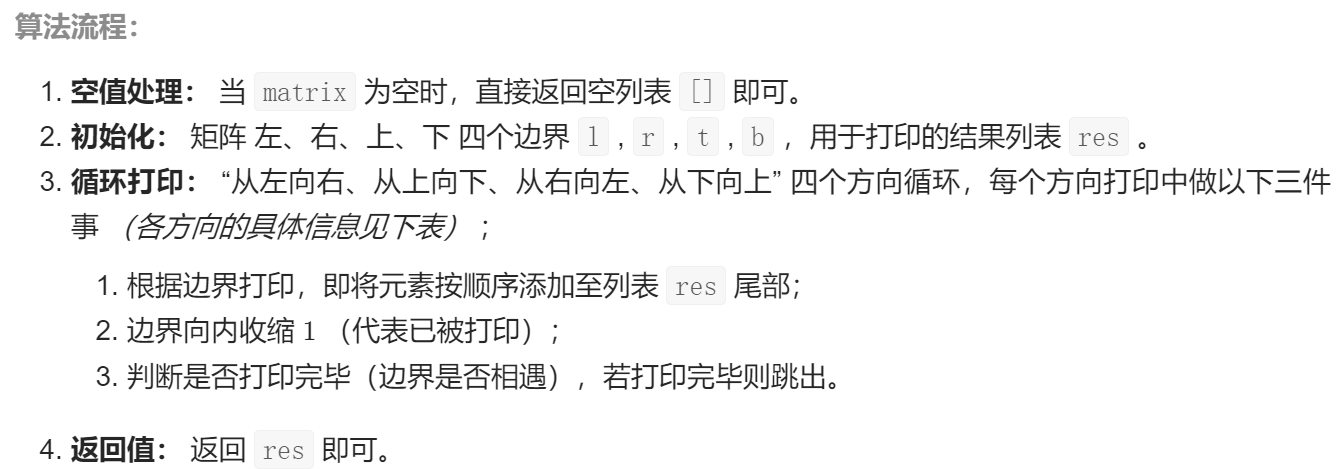 算法流程：
1. 空值处理： 当 matrix 为空时，直接返回空列表 [] 即可。
2. 初始化： 矩阵 左、右、上、下 四个边界 l , r , t , b ，用于打印的结果列表 res 。
3. 循环打印： “从左向右、从上向下、从右向左、从下向上” 四个方向循环，每个方向打印中做以下三件
事 （各方向的具体信息见下表） ；
1. 根据边界打印，即将元素按顺序添加至列表 res 尾部；
2. 边界向内收缩 1 （代表已被打印）；
3. 判断是否打印完毕（边界是否相遇），若打印完毕则跳出。
4. 返回值： 返回 res 即可。